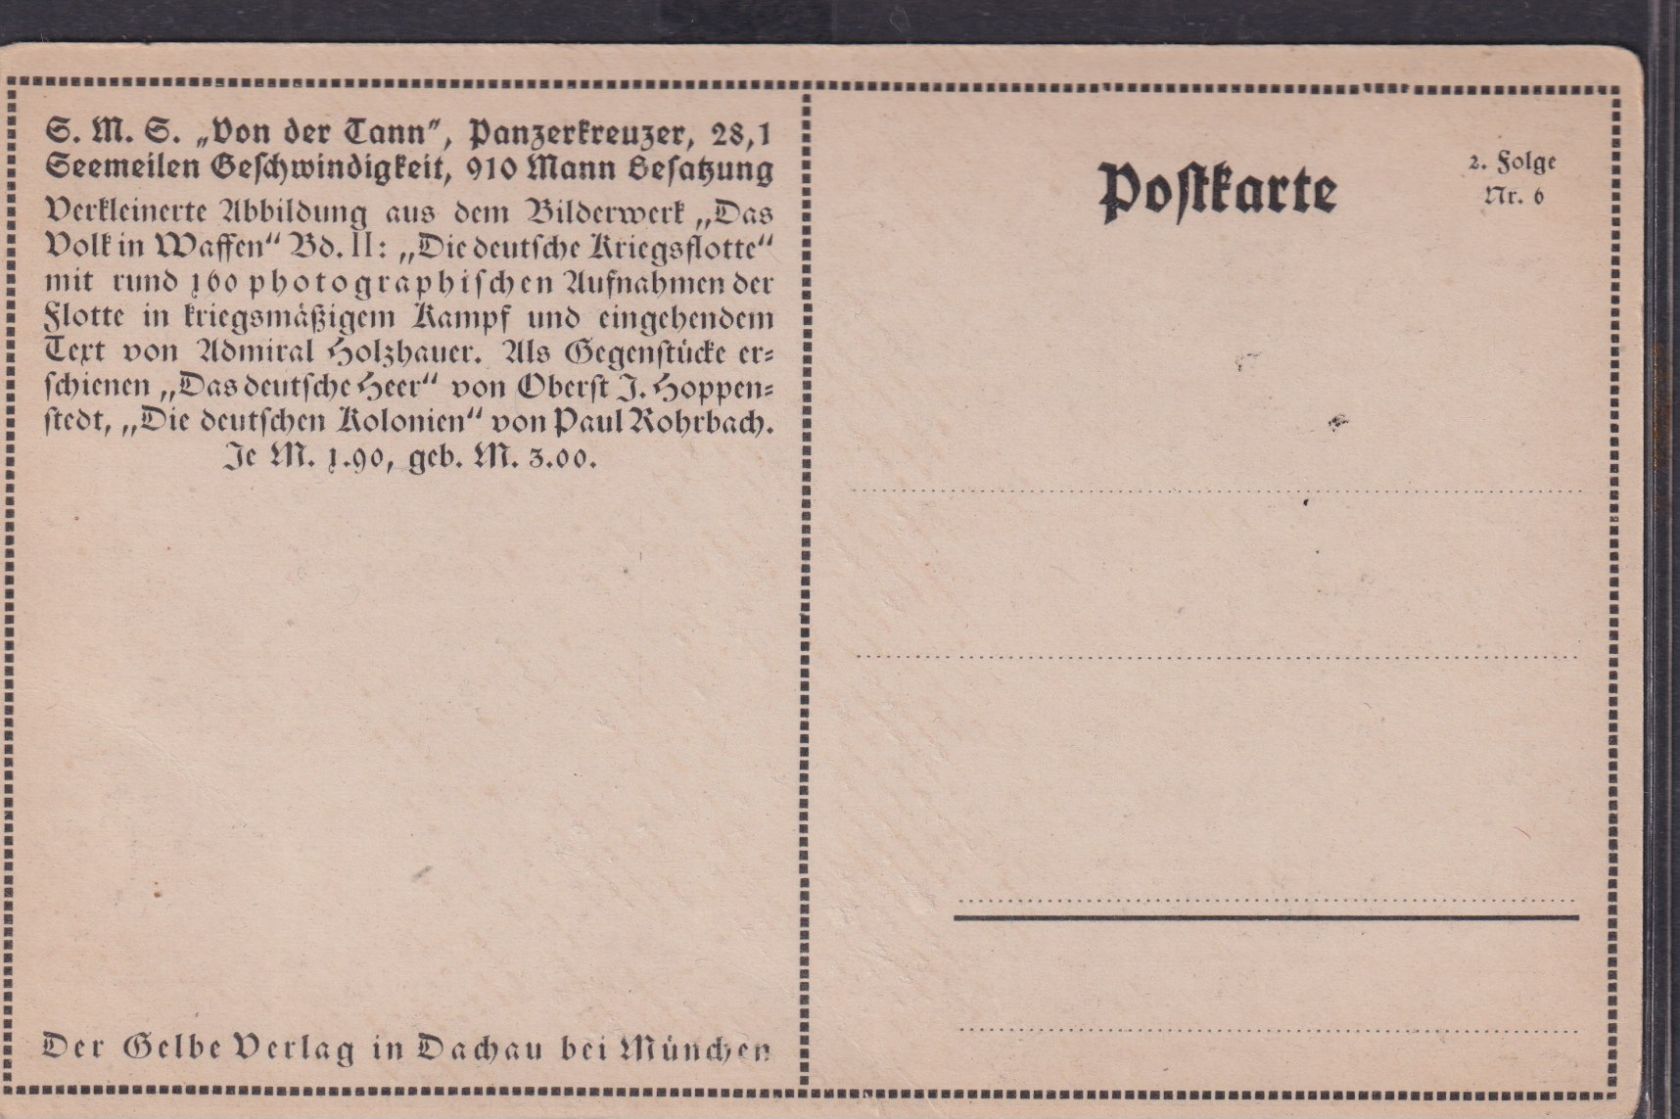 S. M. S. „Von der Tann“, Panzerkreuzer, 28,1
Seemeilen Geſchwindigkeit, 910 Mann Beſatzung
Verkleinerte Abbildung aus dem Bilderwerk „Das
Volk in Waffen“ Bd. II: „Die deutſche Kriegsflotte“
mit rund 160 photographiſchen Aufnahmen der
Flotte in kriegsmäßigem Kampf und eingehendem
Text von Admiral Holzhauer. Als Gegenſtücke er-
ſchienen „Das deutſche Heer“ von Oberſt J. Hoppen-
ſtedt, „Die deutſchen Kolonien“ von Paul Rohrbach.
Je M. 1.90, geb. M. 3.00.
Der Gelbe Verlag in Dachau bei München
Poſtkarte
2. Folge
Nr. 6